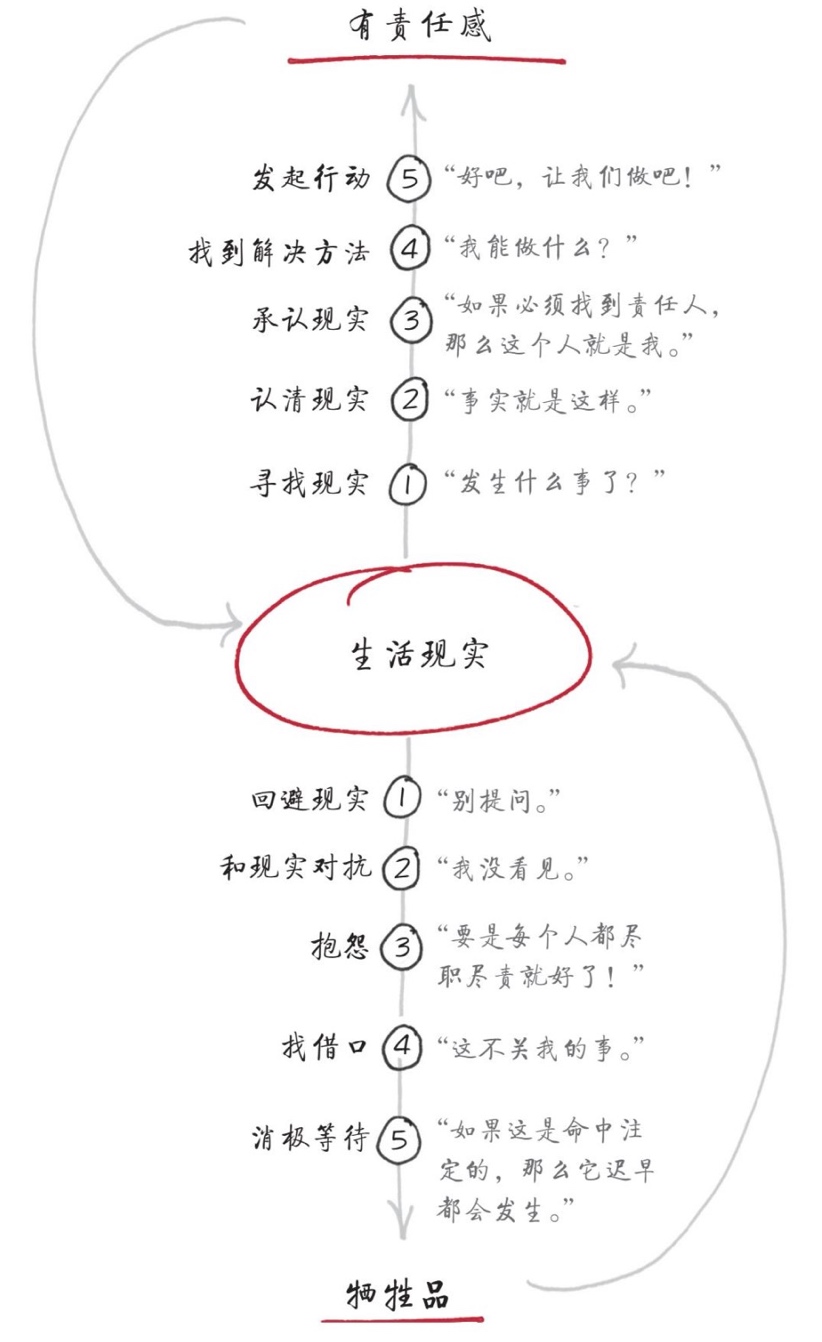 有责任感
发起行动 5 “好吧，让我们做吧！”
找到解决方法 4 “我能做什么？”
承认现实 3 “如果必须找到责任人，
那么这个人就是我。”
认清现实 2 “事实就是这样。”
寻找现实 1 “发生什么事了？”
生活现实
回避现实 1 “别提问。”
和现实对抗 2 “我没看见。”
抱怨 3 “要是每个人都尽
职尽责就好了！”
找借口 4 “这不关我的事。”
消极等待 5 “如果这是命中注
定的，那么它迟早
都会发生。”
牺牲品